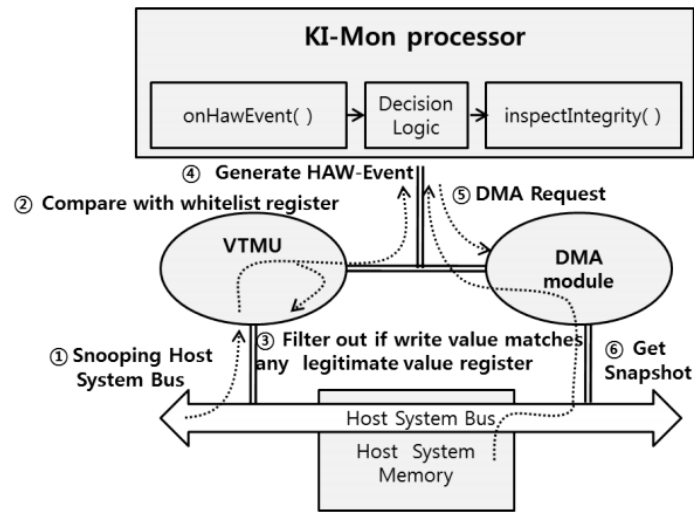 KI-Mon processor
onHawEvent( )
Decision
Logic
inspectIntegrity( )
④ Generate HAW-Event
⑤ DMA Request
② Compare with whitelist register
VTMU
DMA
module
③ Filter out if write value matches
any legitimate value register
① Snooping Host
System Bus
⑥ Get
Snapshot
Host System Bus
Host System
Memory